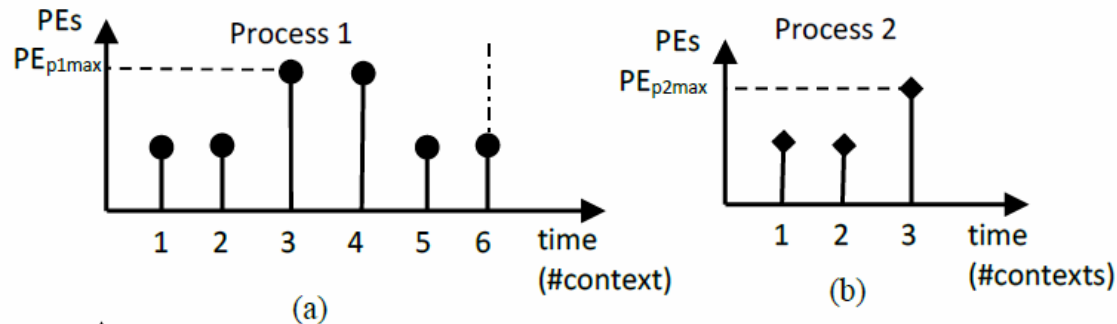 PEs
Process 1
PEp1max
1 2 3 4 5 6 time
(#context)
(a)
PEs
Process 2
PEp2max
1 2 3 time
(#contexts)
(b)